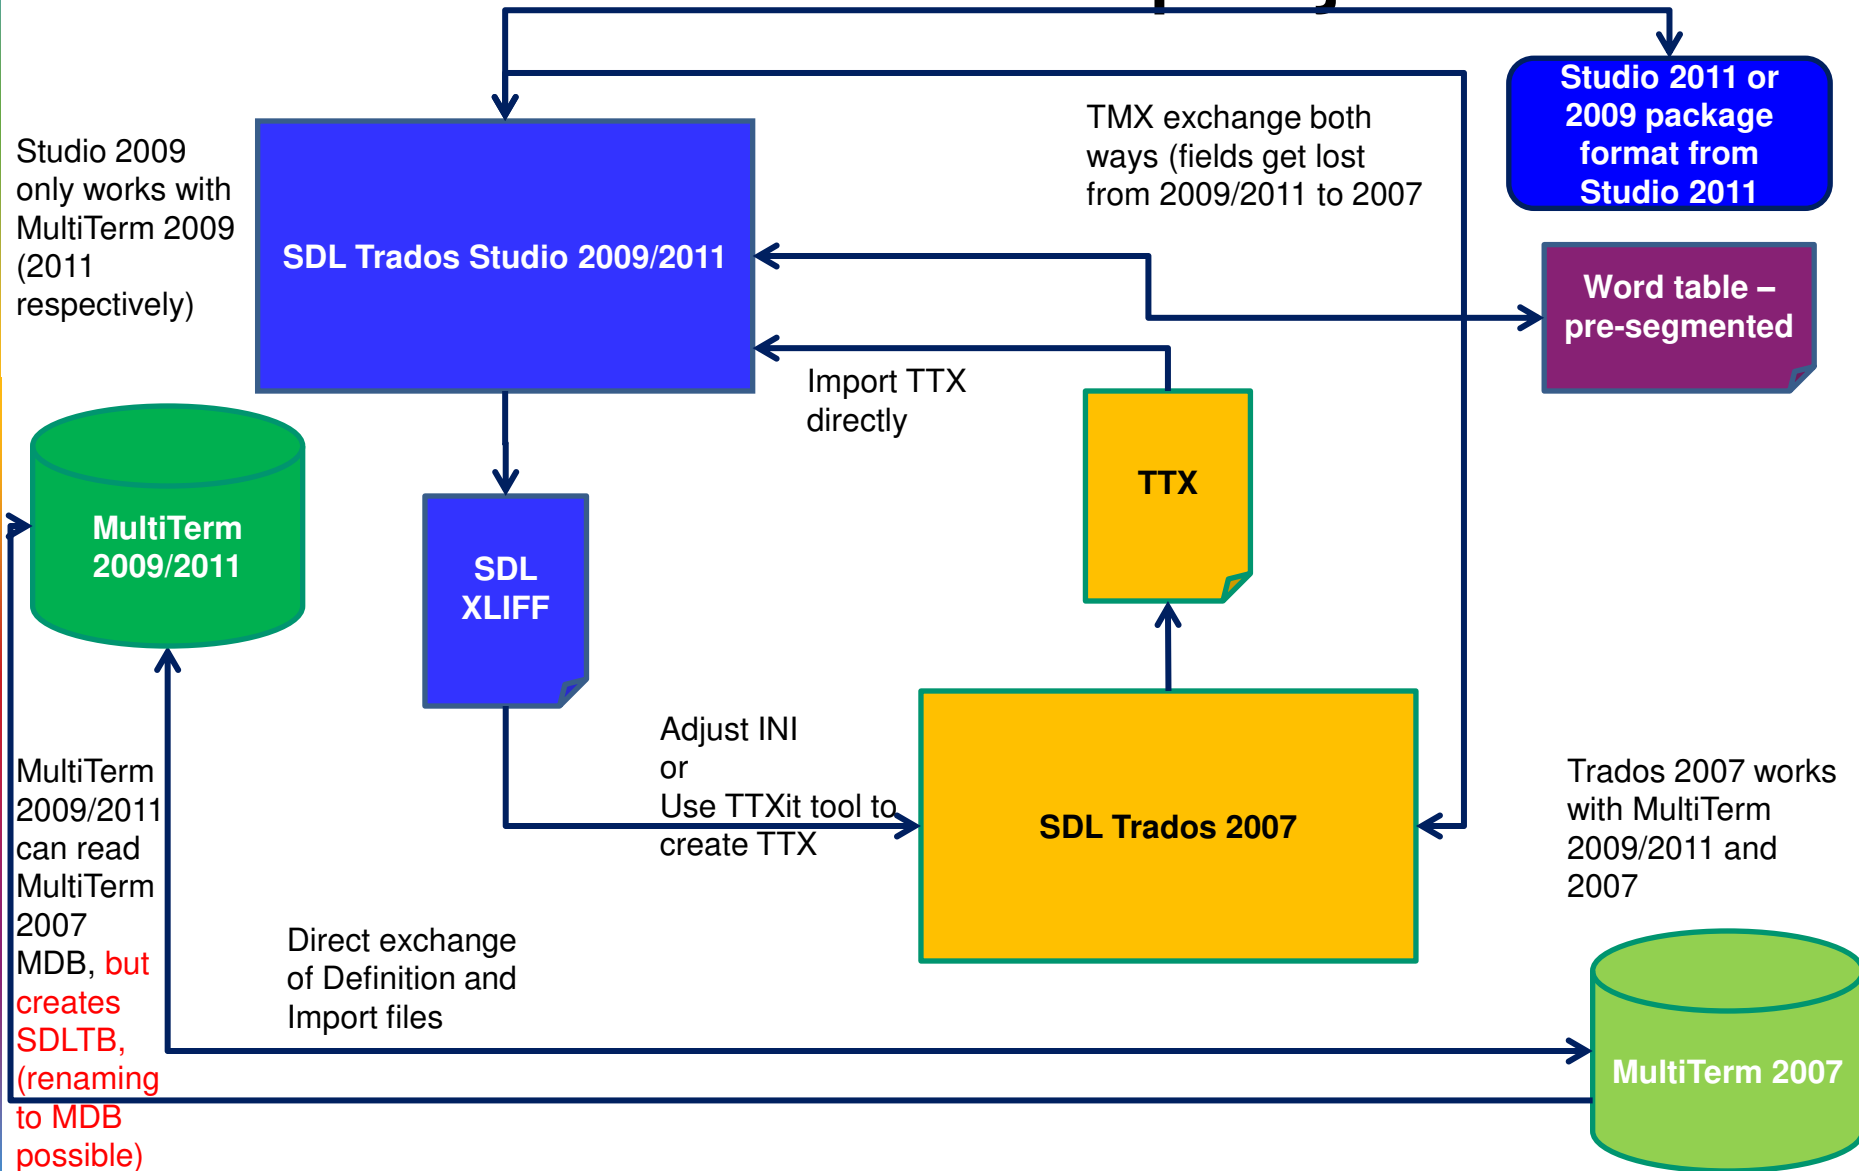 Studio 2011 or
2009 package
format from
Studio 2011
TMX exchange both
ways (fields get lost
from 2009/2011 to 2007
Studio 2009
only works with
MultiTerm 2009
(2011
respectively)
SDL Trados Studio 2009/2011
Word table –
pre-segmented
Import TTX
directly
TTX
MultiTerm
2009/2011
SDL
XLIFF
Adjust INI
or
Use TTXit tool to
create TTX
SDL Trados 2007
Trados 2007 works
with MultiTerm
2009/2011 and
2007
MultiTerm
2009/2011
can read
MultiTerm
2007
MDB, but
creates
SDLTB,
(renaming
to MDB
possible)
Direct exchange
of Definition and
Import files
MultiTerm 2007